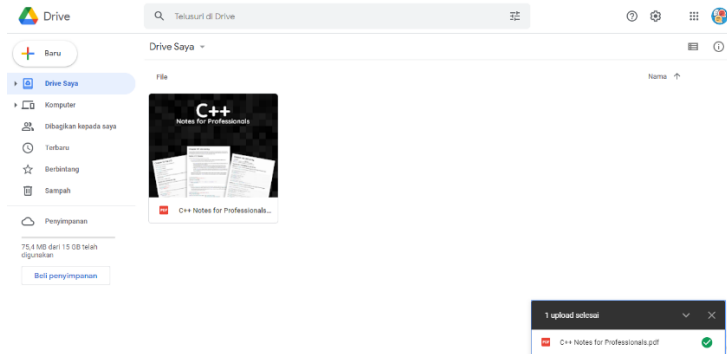 Drive
Telusuri di Drive
Baru
Drive Saya
Drive Saya
Komputer
Dibagikan kepada saya
Terbaru
Berbintang
Sampah
Penyimpanan
75,4 MB dari 15 GB telah
digunakan
Beli penyimpanan
File
Nama
C++
Notes for Professionals
PDF
C++ Notes for Professionals...
1 upload selesai
PDF
C++ Notes for Professionals.pdf